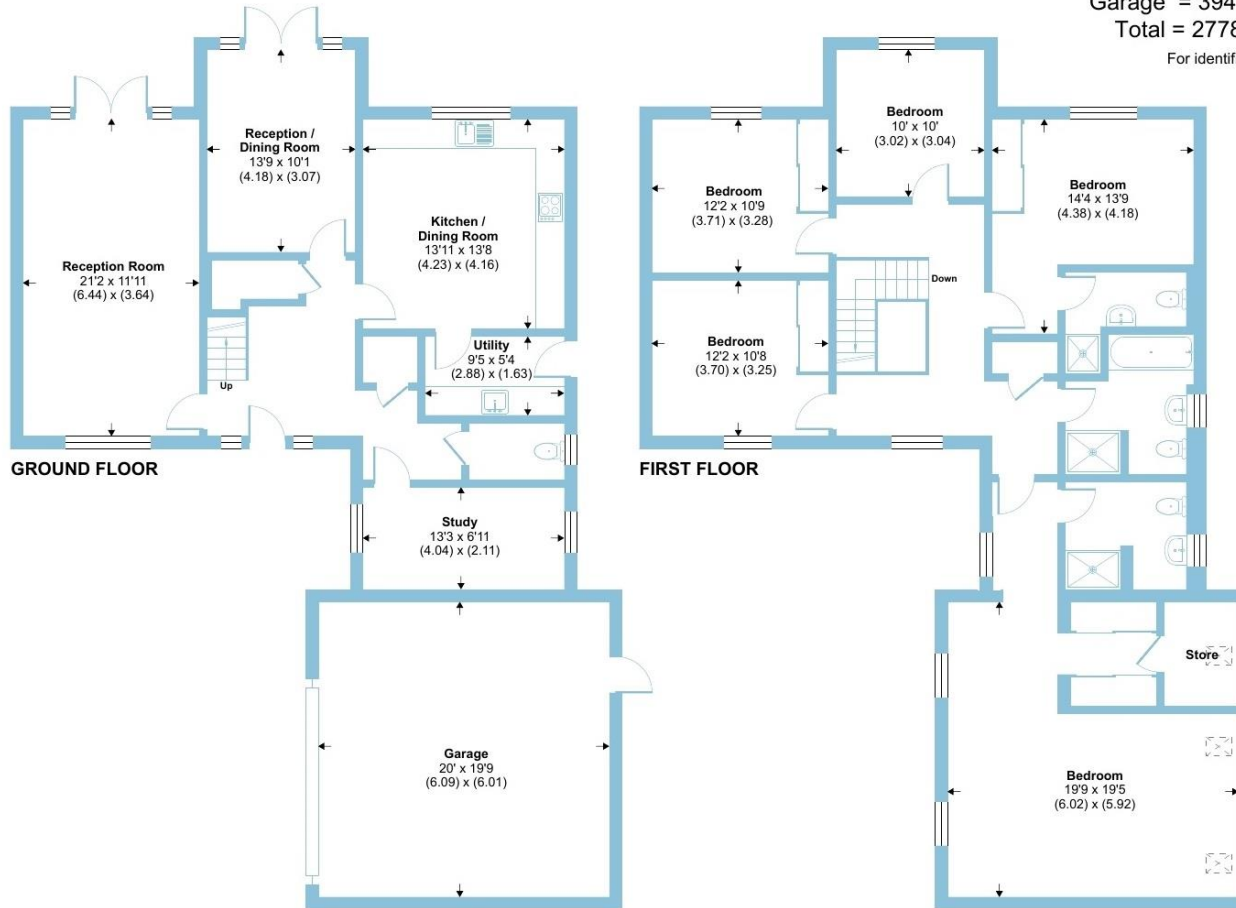 Garage = 394
Total = 2778
For identif
Reception /
Dining Room
13'9 x 10'1
(4.18) x (3.07)
Kitchen /
Dining Room
13'11 x 13'8
(4.23) x (4.16)
Reception Room
21'2 x 11'11
(6.44) x (3.64)
Utility
9'5 x 5'4
(2.88) x (1.63)
Up
GROUND FLOOR
Study
13'3 x 6'11
(4.04) x (2.11)
Garage
20' x 19'9
(6.09) x (6.01)
Bedroom
10' x 10'
(3.02) x (3.04)
Bedroom
12'2 x 10'9
(3.71) x (3.28)
Bedroom
14'4 x 13'9
(4.38) x (4.18)
Down
Bedroom
12'2 x 10'8
(3.70) x (3.25)
FIRST FLOOR
Store
Bedroom
19'9 x 19'5
(6.02) x (5.92)